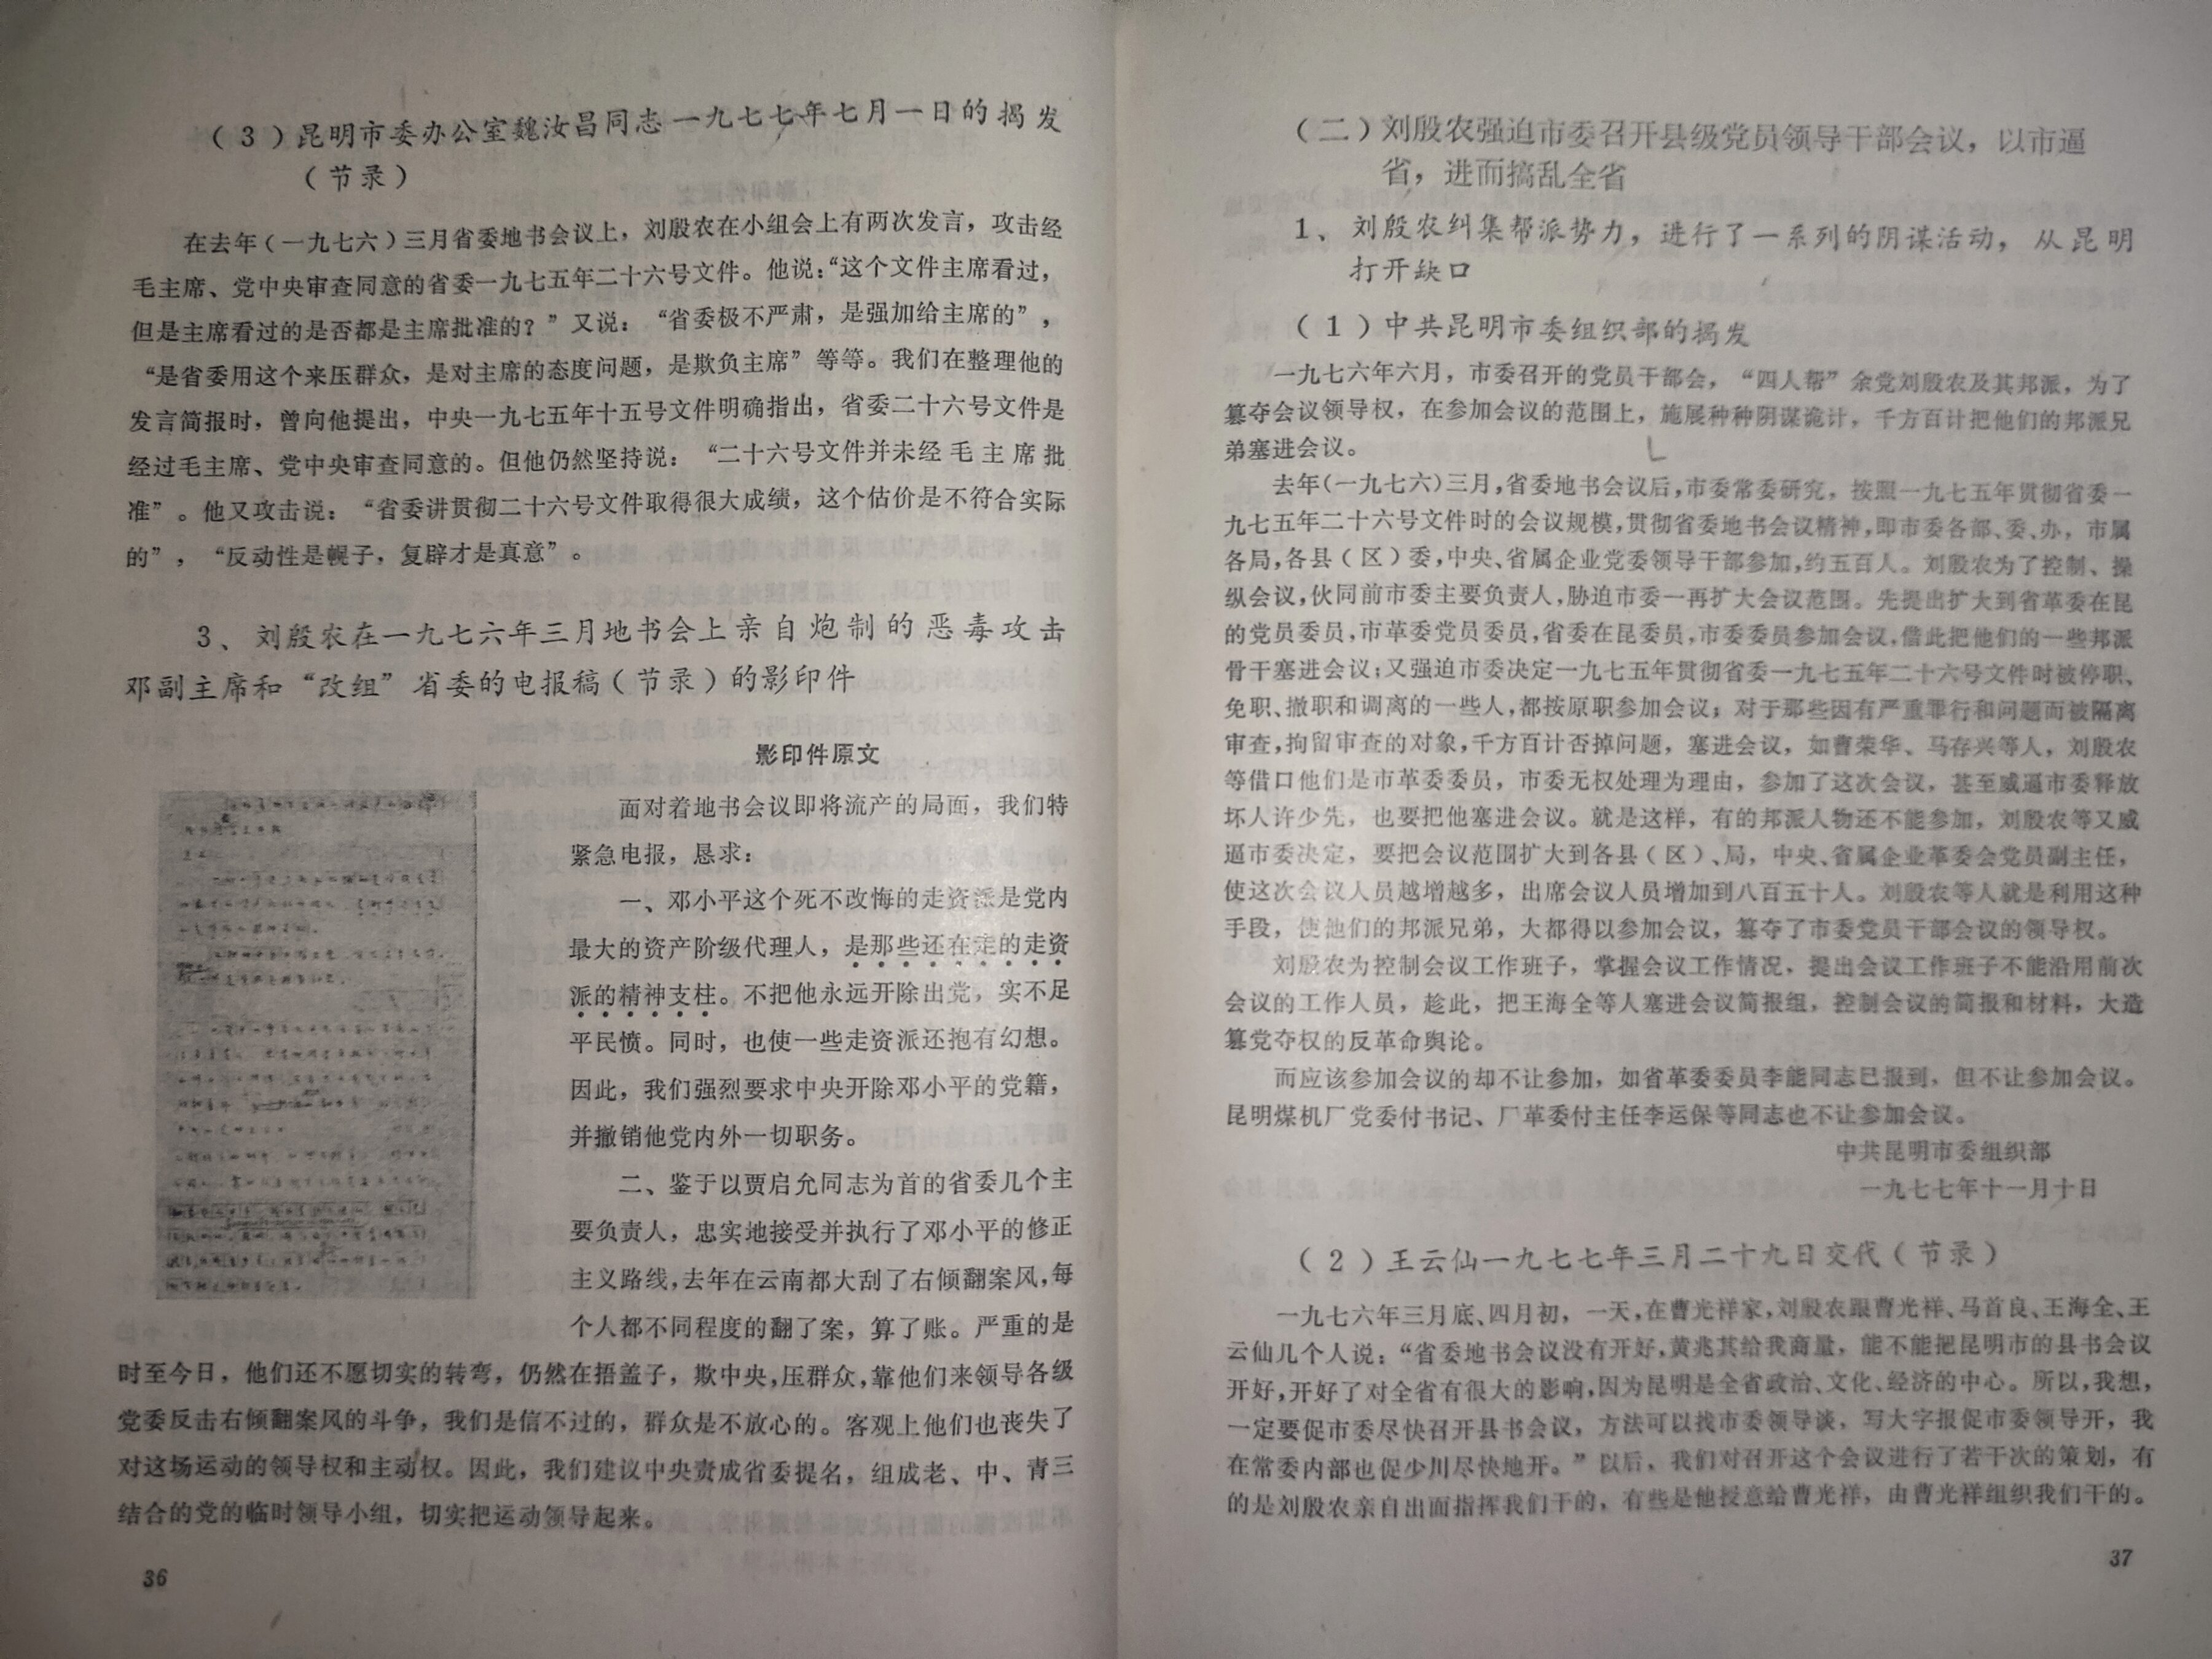 （3）昆明市委办公室魏汝昌同志一九七七年七月一日的揭发
（节录）
在去年（一九七六）三月省委地书会议上，刘殷农在小组会上有两次发言，攻击经
毛主席、党中央审查同意的省委一九七五年二十六号文件。他说：“这个文件主席看过，
但是主席看过的是否都是主席批准的？”又说：“省委极不严肃，是强加给主席的”，
“是省委用这个来压群众，是对主席的态度问题，是欺负主席”等等。我们在整理他的
发言简报时，曾向他提出，中央一九七五年十五号文件明确指出，省委二十六号文件是
经过毛主席、党中央审查同意的。但他仍然坚持说：“二十六号文件并未经毛主席批
准”。他又攻击说：“省委讲贯彻二十六号文件取得很大成绩，这个估价是不符合实际
的”，“反动性是幌子，复辟才是真意”。
3、刘殷农在一九七六年三月地书会上亲自炮制的恶毒攻击
邓副主席和“改组”省委的电报稿（节录）的影印件
影印件原文
面对着地书会议即将流产的局面，我们特
紧急电报，恳求：
一、邓小平这个死不改悔的走资派是党内
最大的资产阶级代理人，是那些还在走的走资
派的精神支柱。不把他永远开除出党，实不足
平民愤。同时，也使一些走资派还抱有幻想。
因此，我们强烈要求中央开除邓小平的党籍，
并撤销他党内外一切职务。
二、鉴于以贾启允同志为首的省委几个主
要负责人，忠实地接受并执行了邓小平的修正
主义路线，去年在云南都大刮了右倾翻案风，每
个人都不同程度的翻了案，算了账。严重的是
时至今日，他们还不愿切实的转弯，仍然在捂盖子，欺中央，压群众，靠他们来领导各级
党委反击右倾翻案风的斗争，我们是信不过的，群众是不放心的。客观上他们也丧失了
对这场运动的领导权和主动权。因此，我们建议中央责成省委提名，组成老、中、青三
结合的党的临时领导小组，切实把运动领导起来。
36
（二）刘殷农强迫市委召开县级党员领导干部会议，以市逼
省，进而搞乱全省
1、刘殷农纠集帮派势力，进行了一系列的阴谋活动，从昆明
打开缺口
（1）中共昆明市委组织部的揭发
一九七六年六月，市委召开的党员干部会，“四人帮”余党刘殷农及其邦派，为了
篡夺会议领导权，在参加会议的范围上，施展种种阴谋诡计，千方百计把他们的邦派兄
弟塞进会议。
去年（一九七六）三月，省委地书会议后，市委常委研究，按照一九七五年贯彻省委一
九七五年二十六号文件时的会议规模，贯彻省委地书会议精神，即市委各部、委、办，市属
各局，各县（区）委，中央、省属企业党委领导干部参加，约五百人。刘殷农为了控制、操
纵会议，伙同前市委主要负责人，胁迫市委一再扩大会议范围。先提出扩大到省革委在昆
的党员委员，市革委党员委员，省委在昆委员，市委委员参加会议，借此把他们的一些邦派
骨干塞进会议；又强迫市委决定一九七五年贯彻省委一九七五年二十六号文件时被停职、
免职、撤职和调离的一些人，都按原职参加会议；对于那些因有严重罪行和问题而被隔离
审查，拘留审查的对象，千方百计否掉问题，塞进会议，如曹荣华、马存兴等人，刘殷农
等借口他们是市革委委员，市委无权处理为理由，参加了这次会议，甚至威逼市委释放
坏人许少先，也要把他塞进会议。就是这样，有的邦派人物还不能参加，刘殷农等又威
逼市委决定，要把会议范围扩大到各县（区）、局，中央、省属企业革委会党员副主任，
使这次会议人员越增越多，出席会议人员增加到八百五十人。刘殷农等人就是利用这种
手段，使他们的邦派兄弟，大都得以参加会议，篡夺了市委党员干部会议的领导权。
刘殷农为控制会议工作班子，掌握会议工作情况，提出会议工作班子不能沿用前次
会议的工作人员，趁此，把王海全等人塞进会议简报组，控制会议的简报和材料，大造
篡党夺权的反革命舆论。
而应该参加会议的却不让参加，如省革委委员李能同志已报到，但不让参加会议。
昆明煤机厂党委付书记、厂革委付主任李运保等同志也不让参加会议。
中共昆明市委组织部
一九七七年十一月十日
（2）王云仙一九七七年三月二十九日交代（节录）
一九七六年三月底、四月初，一天，在曹光祥家，刘殷农跟曹光祥、马首良、王海全、王
云仙几个人说：“省委地书会议没有开好，黄兆其给我商量，能不能把昆明市的县书会议
开好，开好了对全省有很大的影响，因为昆明是全省政治、文化、经济的中心。所以，我想，
一定要促市委尽快召开县书会议，方法可以找市委领导谈，写大字报促市委领导开，我
在常委内部也促少川尽快地开。”以后，我们对召开这个会议进行了若干次的策划，有
的是刘殷农亲自出面指挥我们干的，有些是他授意给曹光祥，由曹光祥组织我们干的。
37